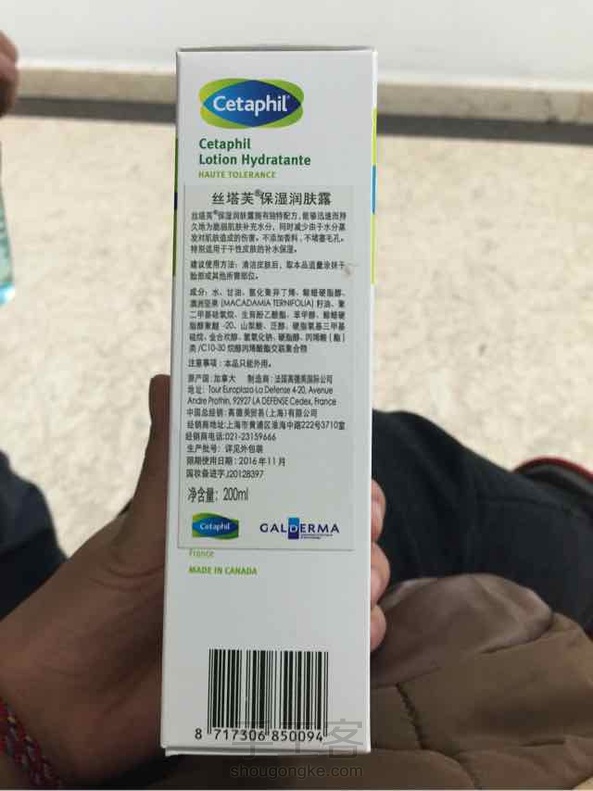 Cetaphil®
Cetaphil
Lotion Hydratante
HAUTE TOLERANCE
丝塔芙®保湿润肤露
丝塔芙®保湿润肤露拥有独特配方,能够迅速而持
久地为脆弱肌肤补充水分,同时减少由于水分蒸
发对肌肤造成的伤害。不添加香料,不堵塞毛孔。
特别适用于干性皮肤的补水保湿。
建议使用方法:清洁皮肤后,取本品适量涂抹于
脸部或其他所需部位。
成分:水、甘油、氢化聚异丁烯、鲸蜡硬脂醇、
澳洲坚果(MACADAMIA TERNIFOLIA)籽油、聚
二甲基硅氧烷、生育酚乙酸酯、苯甲醇、鲸蜡硬
脂醇聚醚-20、山梨酸、泛醇、硬脂氧基三甲基
硅烷、金合欢醇、氢氧化钠、硬脂醇、丙烯酸(酯)
类/C10-30 烷醇丙烯酸酯交联聚合物
注意事项:本品只能外用。
原产国:加拿大 制造商:法国高德美国际公司
地址:Tour Europlaza-La Defense 4-20, Avenue
Andre Prothin, 92927 LA DEFENSE Cedex, France
中国总经销:高德美贸易(上海)有限公司
经销商地址:上海市黄浦区淮海中路222号3710室
经销商电话:021-23159666
生产批号:详见外包装
限期使用日期:2016年11月
国妆备进字J20128397
净含量:200ml
Cetaphil
GALDERMA
France
MADE IN CANADA
8 717306 850094
手工客
shougongke.com